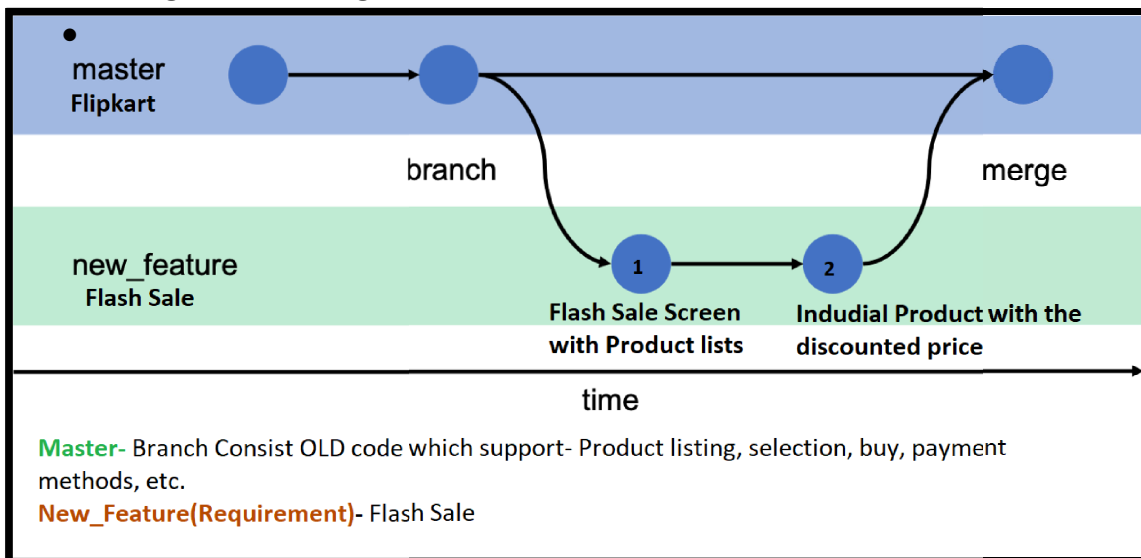 master
Flipkart
branch
merge
new_feature
Flash Sale
1
2
Flash Sale Screen
with Product lists
Indudial Product with the
discounted price
time
Master- Branch Consist OLD code which support- Product listing, selection, buy, payment
methods, etc.
New_Feature(Requirement)- Flash Sale